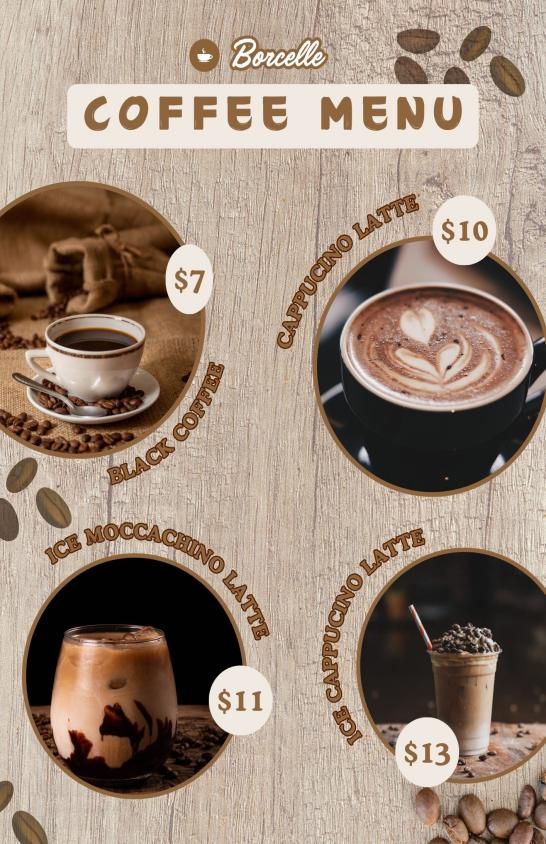 Borcelle
COFFEE MENU
$7
BLACK COFFEE
CAPPUCINO LATTE
$10
ICE MOCCACHINO LATTE
$11
ICE CAPPUCINO LATTE
$13